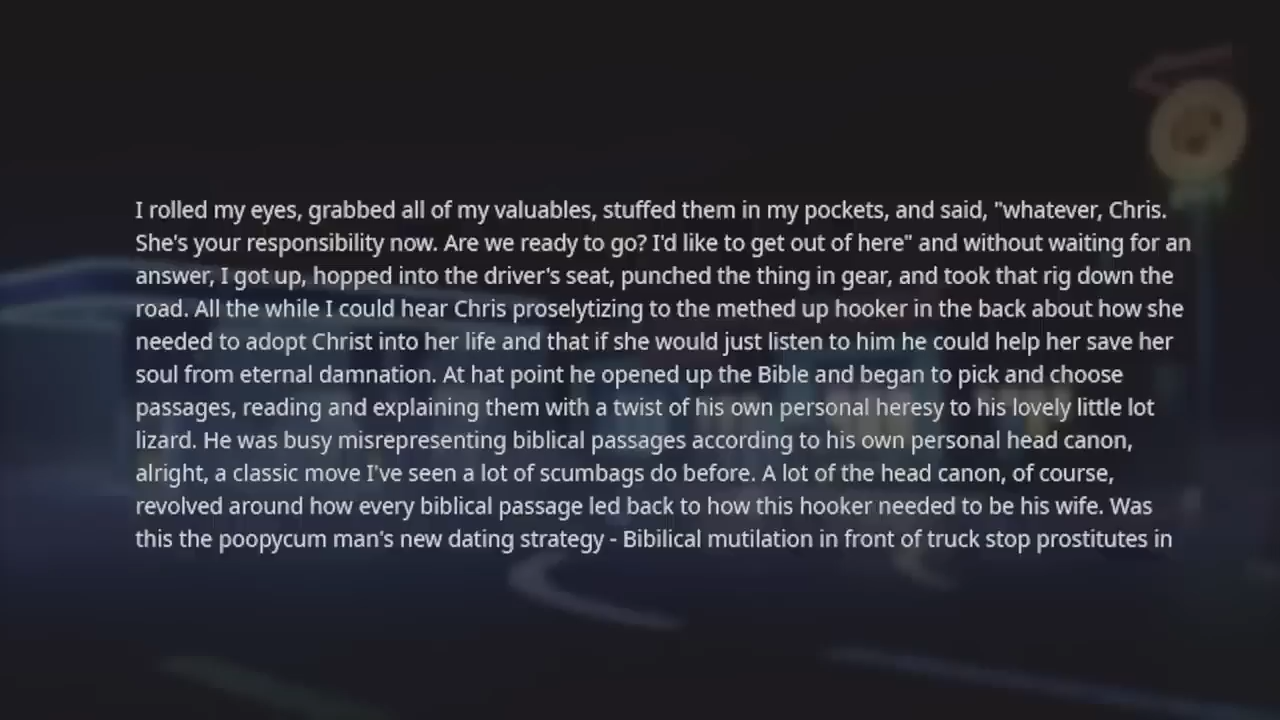 I rolled my eyes, grabbed all of my valuables, stuffed them in my pockets, and said, "whatever, Chris.
She's your responsibility now. Are we ready to go? I'd like to get out of here" and without waiting for an
answer, I got up, hopped into the driver's seat, punched the thing in gear, and took that rig down the
road. All the while I could hear Chris proselytizing to the methed up hooker in the back about how she
needed to adopt Christ into her life and that if she would just listen to him he could help her save her
soul from eternal damnation. At hat point he opened up the Bible and began to pick and choose
passages, reading and explaining them with a twist of his own personal heresy to his lovely little lot
lizard. He was busy misrepresenting biblical passages according to his own personal head canon,
alright, a classic move I've seen a lot of scumbags do before. A lot of the head canon, of course,
revolved around how every biblical passage led back to how this hooker needed to be his wife. Was
this the poopycum man's new dating strategy - Bibilical mutilation in front of truck stop prostitutes in